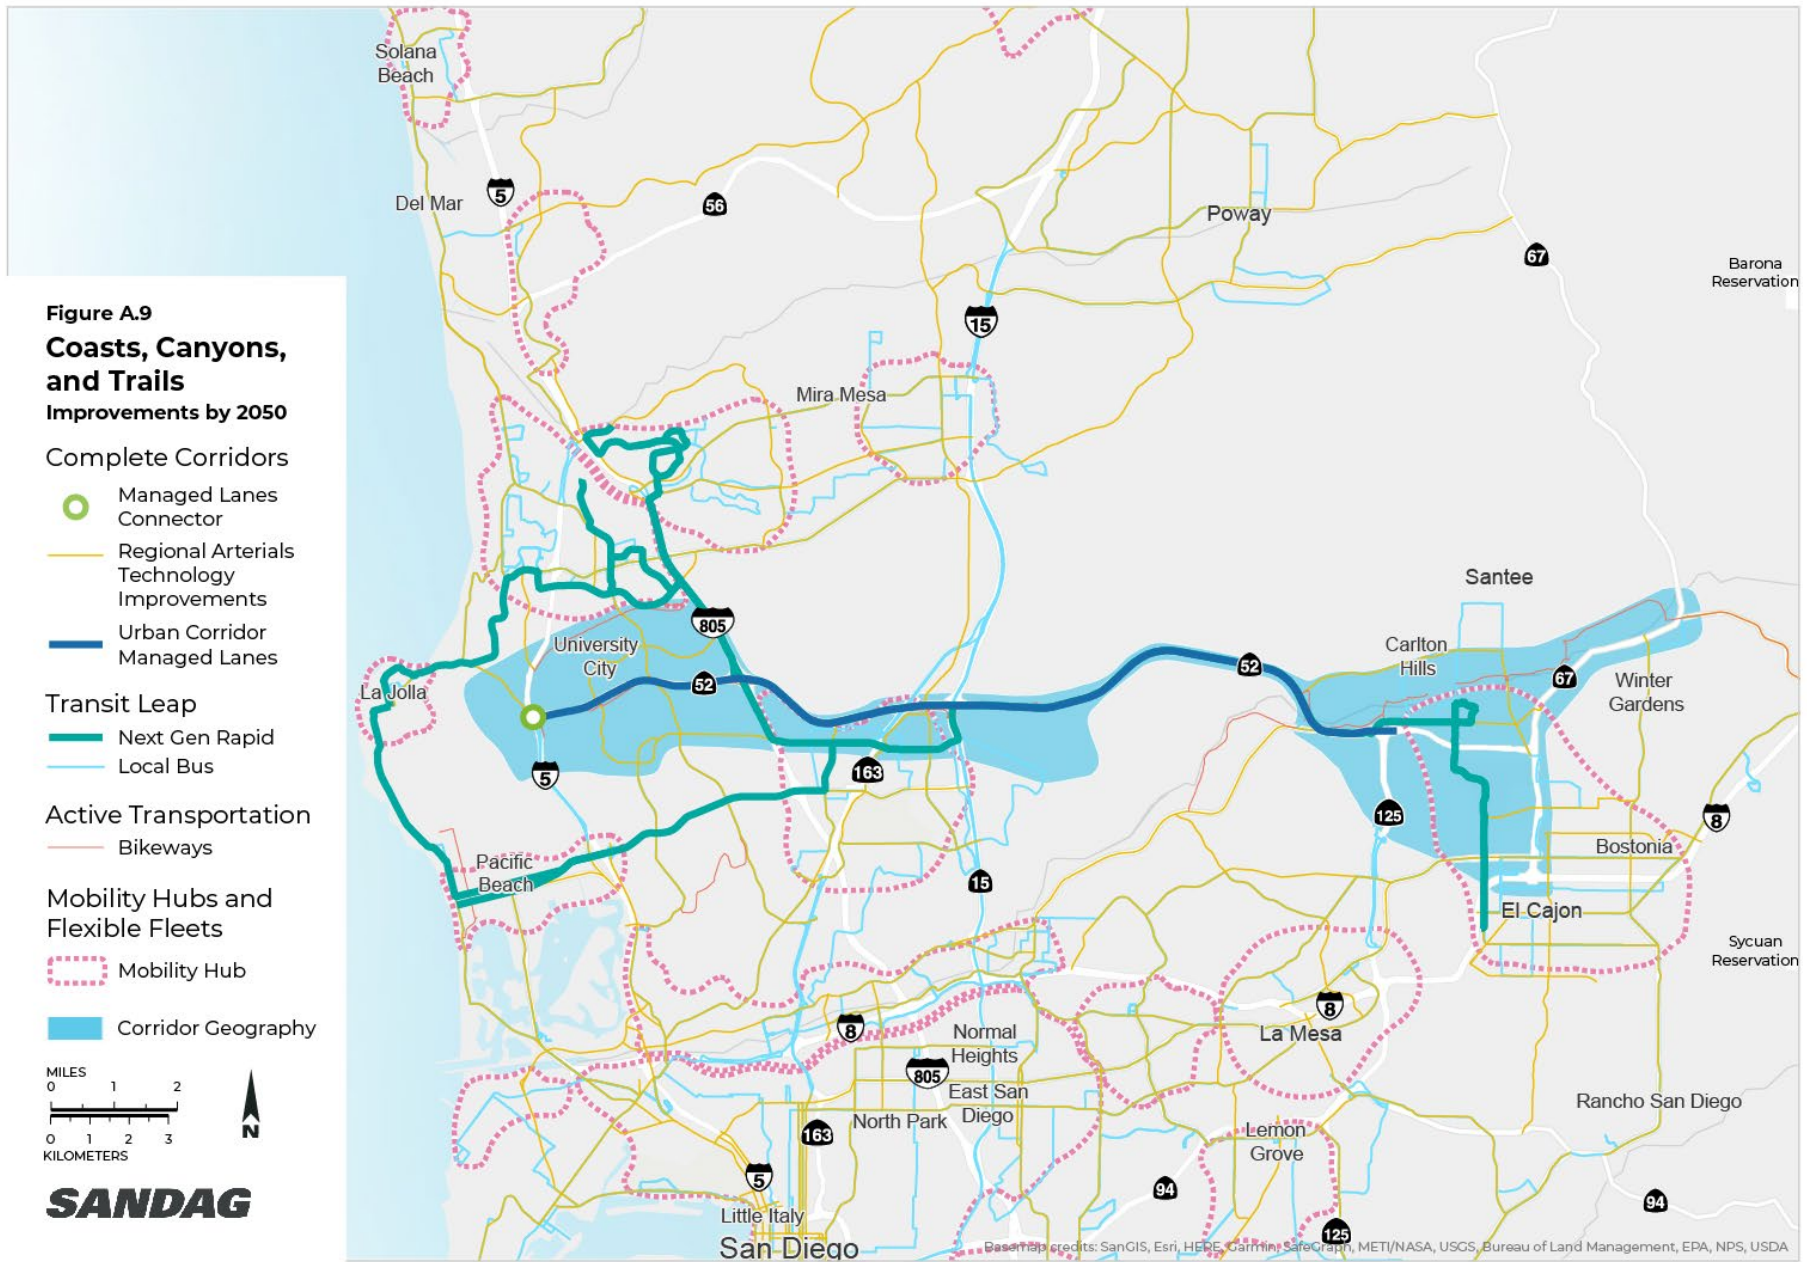 Figure A.9
Coasts, Canyons,
and Trails
Improvements by 2050
Complete Corridors
Managed Lanes
Connector
Regional Arterials
Technology
Improvements
Urban Corridor
Managed Lanes
Transit Leap
Next Gen Rapid
Local Bus
Active Transportation
Bikeways
Mobility Hubs and
Flexible Fleets
Mobility Hub
Corridor Geography
MILES
0 1 2
0 1 2 3
KILOMETERS
N
SANDAG
Solana
Beach
Del Mar
5
56
Poway
67
Barona
Reservation
15
Mira Mesa
Santee
805
University
City
Carlton
Hills
52
52
67
Winter
Gardens
La Jolla
5
163
125
8
Bostonia
Pacific
Beach
15
El Cajon
Sycuan
Reservation
8
8
Normal
Heights
La Mesa
805
East San
Diego
North Park
Rancho San Diego
163
Lemon
Grove
5
94
94
Little Italy
125
San Diego
Basemap credits: SanGIS, Esri, HERE, Garmin, SafeGraph, METI/NASA, USGS, Bureau of Land Management, EPA, NPS, USDA